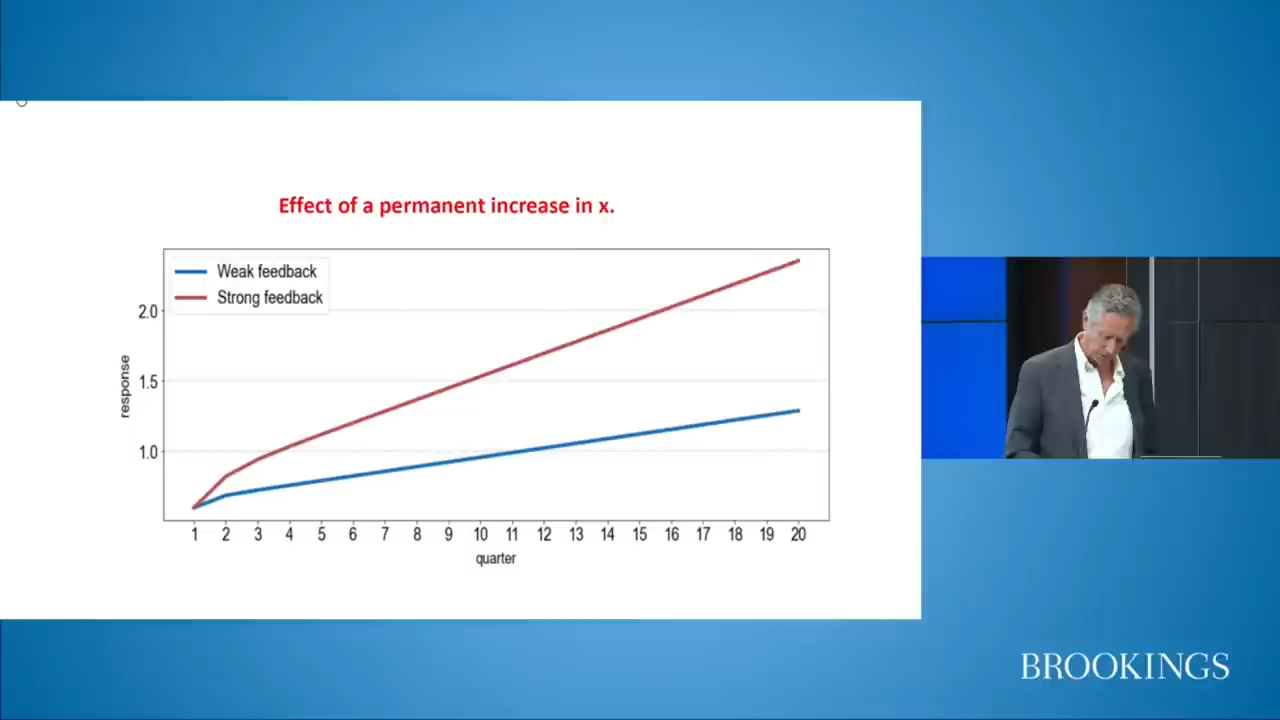 Effect of a permanent increase in x.
Weak feedback
Strong feedback
2.0
1.5
1.0
response
1 2 3 4 5 6 7 8 9 10 11 12 13 14 15 16 17 18 19 20
quarter
BROOKINGS